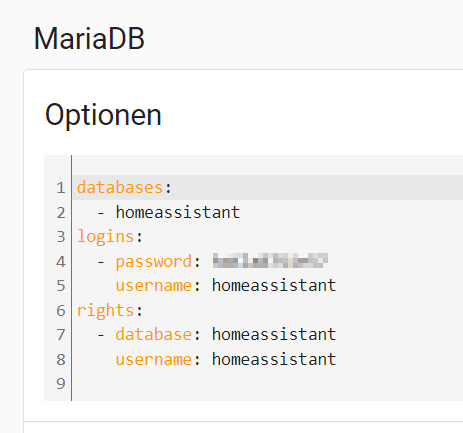 MariaDB
Optionen
1 databases:
2 - homeassistant
3 logins:
4 - password:
5 username: homeassistant
6 rights:
7 - database: homeassistant
8 username: homeassistant
9